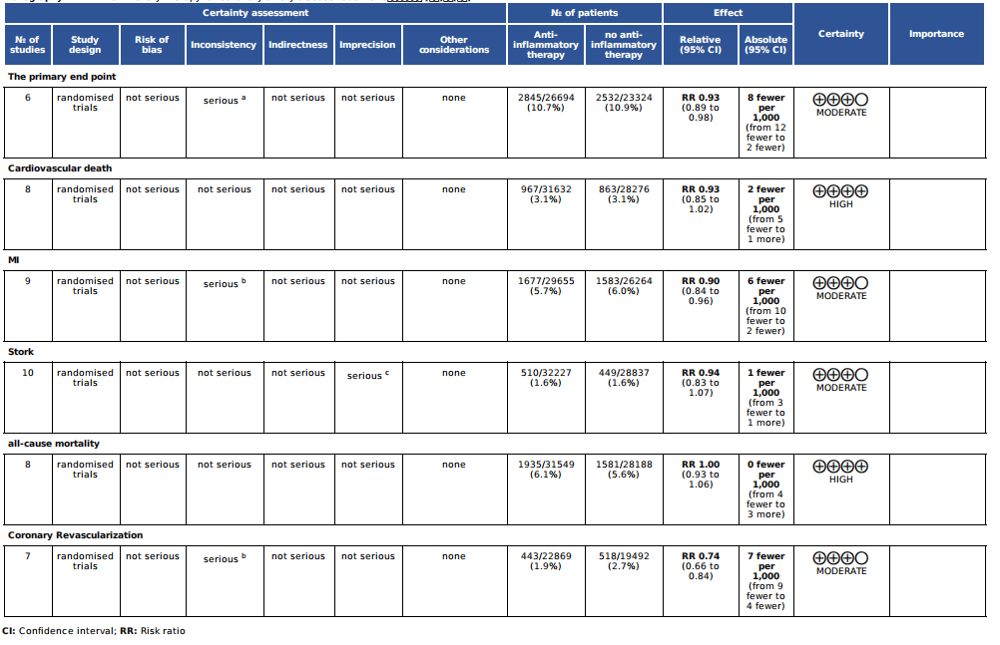 Certainty assessment № of patients Effect Certainty Importance
№ of studies Study design Risk of bias Inconsistency Indirectness Imprecision Other considerations Anti-inflammatory therapy no anti-inflammatory therapy Relative (95% CI) Absolute (95% CI)
The primary end point
6 randomised trials not serious serious a not serious not serious none 2845/26694 (10.7%) 2532/23324 (10.9%) RR 0.93 (0.89 to 0.98) 8 fewer per 1,000 (from 12 fewer to 2 fewer) ⨁⨁⨁◯ MODERATE
Cardiovascular death
8 randomised trials not serious not serious not serious not serious none 967/31632 (3.1%) 863/28276 (3.1%) RR 0.93 (0.85 to 1.02) 2 fewer per 1,000 (from 5 fewer to 1 more) ⨁⨁⨁⨁ HIGH
MI
9 randomised trials not serious serious b not serious not serious none 1677/29655 (5.7%) 1583/26264 (6.0%) RR 0.90 (0.84 to 0.96) 6 fewer per 1,000 (from 10 fewer to 2 fewer) ⨁⨁⨁◯ MODERATE
Stork
10 randomised trials not serious not serious not serious serious c none 510/32227 (1.6%) 449/28837 (1.6%) RR 0.94 (0.83 to 1.07) 1 fewer per 1,000 (from 3 fewer to 1 more) ⨁⨁⨁◯ MODERATE
all-cause mortality
8 randomised trials not serious not serious not serious not serious none 1935/31549 (6.1%) 1581/28188 (5.6%) RR 1.00 (0.93 to 1.06) 0 fewer per 1,000 (from 4 fewer to 3 more) ⨁⨁⨁⨁ HIGH
Coronary Revascularization
7 randomised trials not serious serious b not serious not serious none 443/22869 (1.9%) 518/19492 (2.7%) RR 0.74 (0.66 to 0.84) 7 fewer per 1,000 (from 9 fewer to 4 fewer) ⨁⨁⨁◯ MODERATE
CI: Confidence interval; RR: Risk ratio